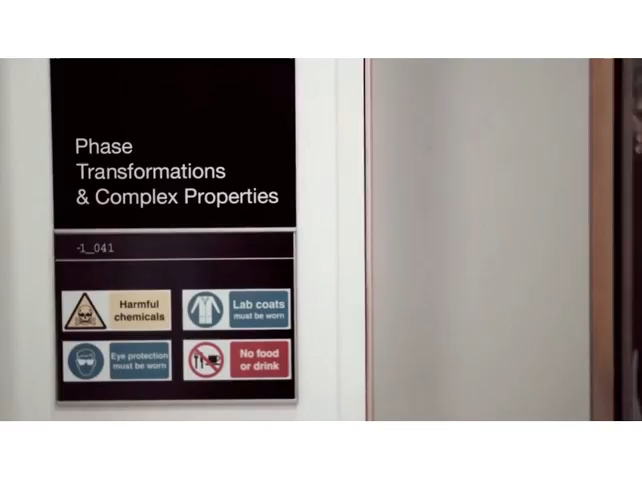 Phase
Transformations
& Complex Properties
-1_041
Harmful
chemicals
Lab coats
must be worn
Eye protection
must be worn
No food
or drink